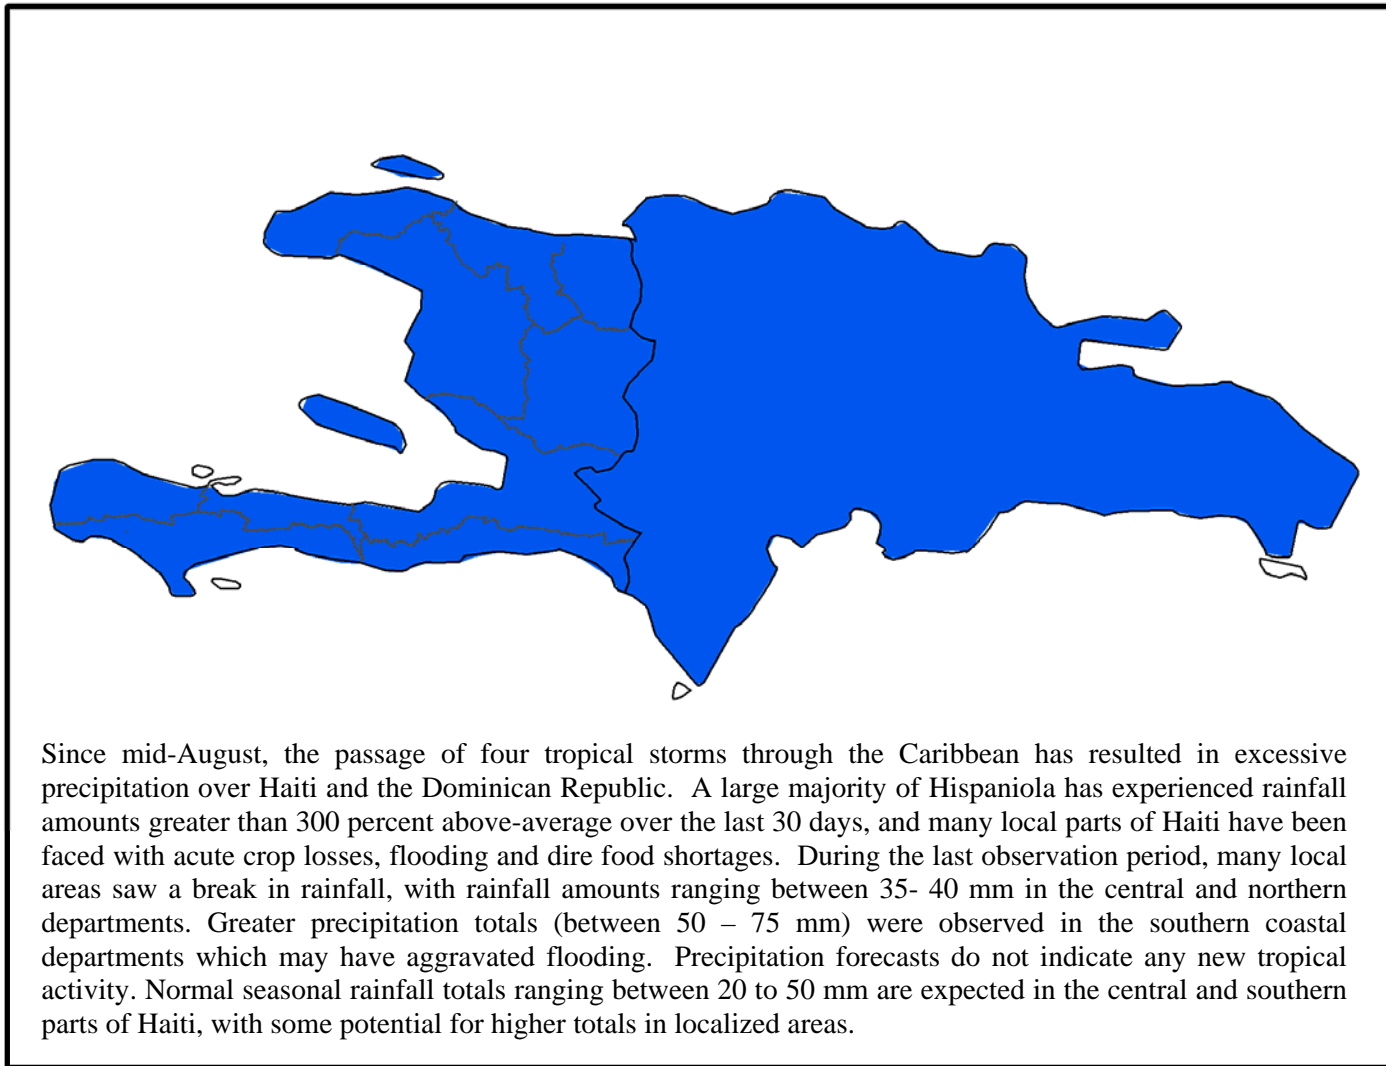 Since mid-August, the passage of four tropical storms through the Caribbean has resulted in excessive
precipitation over Haiti and the Dominican Republic.  A large majority of Hispaniola has experienced rainfall
amounts greater than 300 percent above-average over the last 30 days, and many local parts of Haiti have been
faced with acute crop losses, flooding and dire food shortages.  During the last observation period, many local
areas saw a break in rainfall, with rainfall amounts ranging between 35- 40 mm in the central and northern
departments. Greater precipitation totals (between 50 – 75 mm) were observed in the southern coastal
departments which may have aggravated flooding.  Precipitation forecasts do not indicate any new tropical
activity. Normal seasonal rainfall totals ranging between 20 to 50 mm are expected in the central and southern
parts of Haiti, with some potential for higher totals in localized areas.